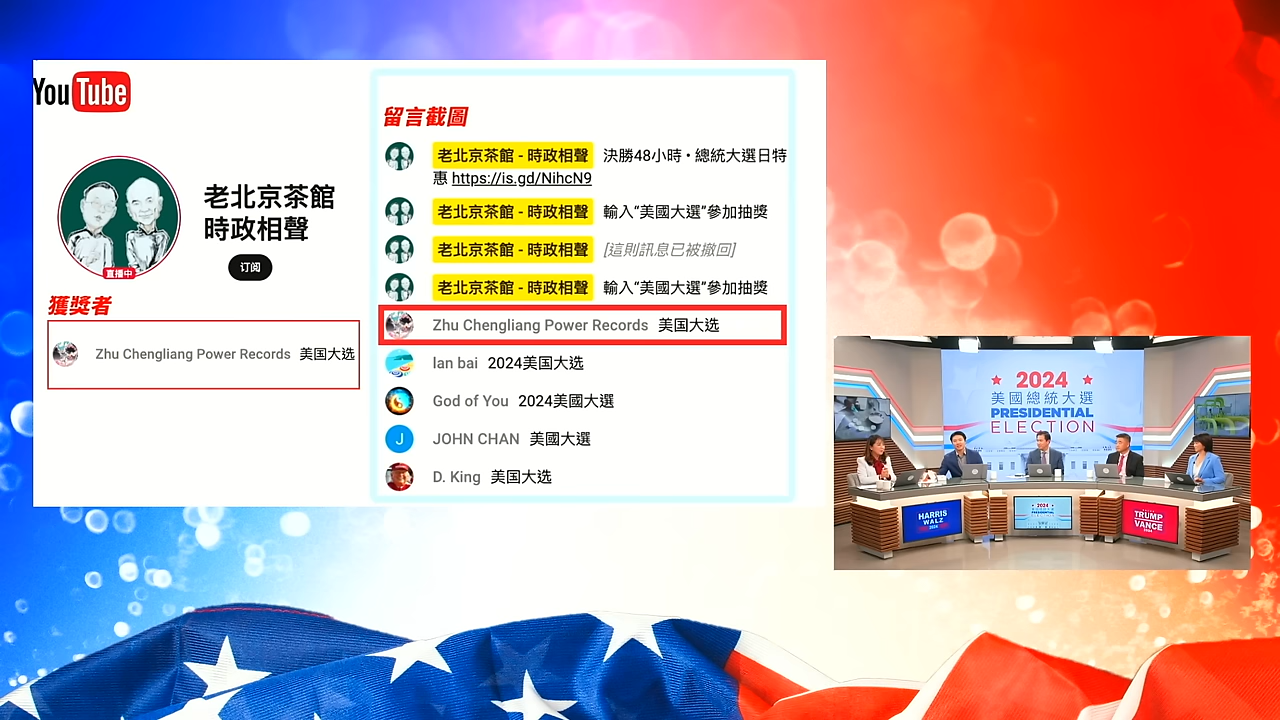 YouTube
老北京茶館
時政相聲
直播中
订阅
獲獎者
Zhu Chengliang Power Records 美国大选
留言截圖
老北京茶館 - 時政相聲 決勝48小時 • 總統大選日特
惠 https://is.gd/NihcN9
老北京茶館 - 時政相聲 輸入“美國大選”參加抽獎
老北京茶館 - 時政相聲 [這則訊息已被撤回]
老北京茶館 - 時政相聲 輸入“美國大選”參加抽獎
Zhu Chengliang Power Records 美国大选
lan bai 2024美国大选
God of You 2024美國大選
J JOHN CHAN 美國大選
D. King 美国大选
2024
美國總統大選
PRESIDENTIAL
ELECTION
HARRIS
WALZ
2024
PRESIDENTIAL
ELECTION
TRUMP
VANCE